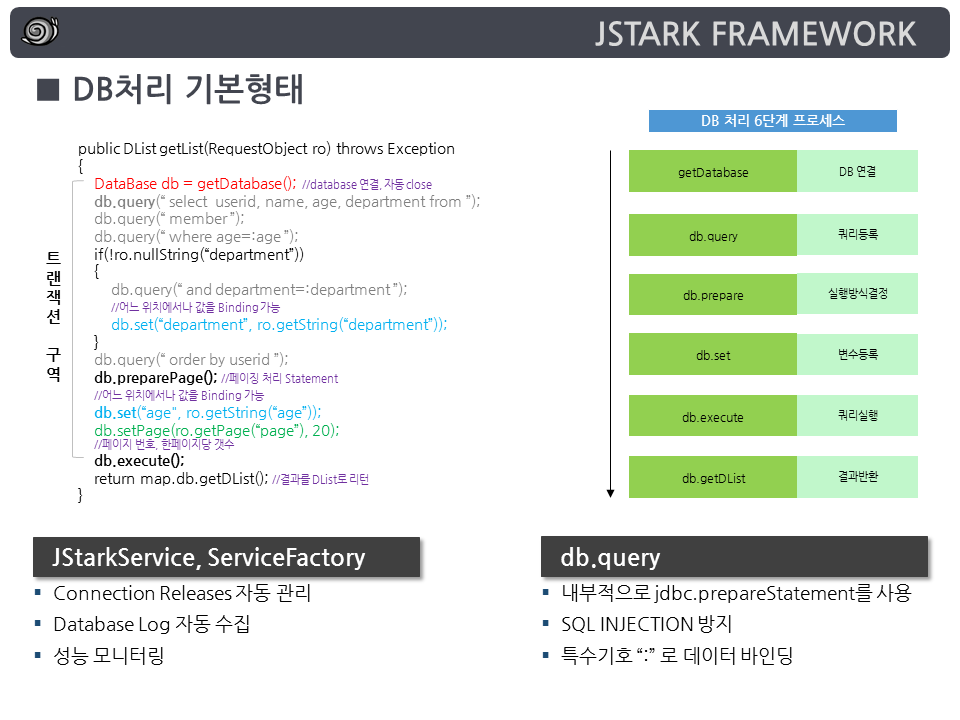 JSTARK FRAMEWORK
■ DB처리 기본형태
DB 처리 6단계 프로세스
public DList getList(RequestObject ro) throws Exception
{
DataBase db = getDatabase(); //database 연결, 자동 close
db.query(“ select  userid, name, age, department from ”);
db.query(“ member ”);
db.query(“ where age=:age ”);
if(!ro.nullString(“department”))
{
db.query(“ and department=:department ”);
//어느 위치에서나 값을 Binding 가능
db.set(“department”, ro.getString(“department”));
}
db.query(“ order by userid ”);
db.preparePage(); //페이징 처리 Statement
//어느 위치에서나 값을 Binding 가능
db.set(“age", ro.getString(“age”));
db.setPage(ro.getPage(“page”), 20);
//페이지 번호, 한페이지당 갯수
db.execute();
return map.db.getDList(); //결과를 DList로 리턴
}
트
랜
잭
션
구
역
getDatabase DB 연결
db.query 쿼리등록
db.prepare 실행방식결정
db.set 변수등록
db.execute 쿼리실행
db.getDList 결과반환
JStarkService, ServiceFactory
▪ Connection Releases 자동 관리
▪ Database Log 자동 수집
▪ 성능 모니터링
db.query
▪ 내부적으로 jdbc.prepareStatement를 사용
▪ SQL INJECTION 방지
▪ 특수기호 “:” 로 데이터 바인딩